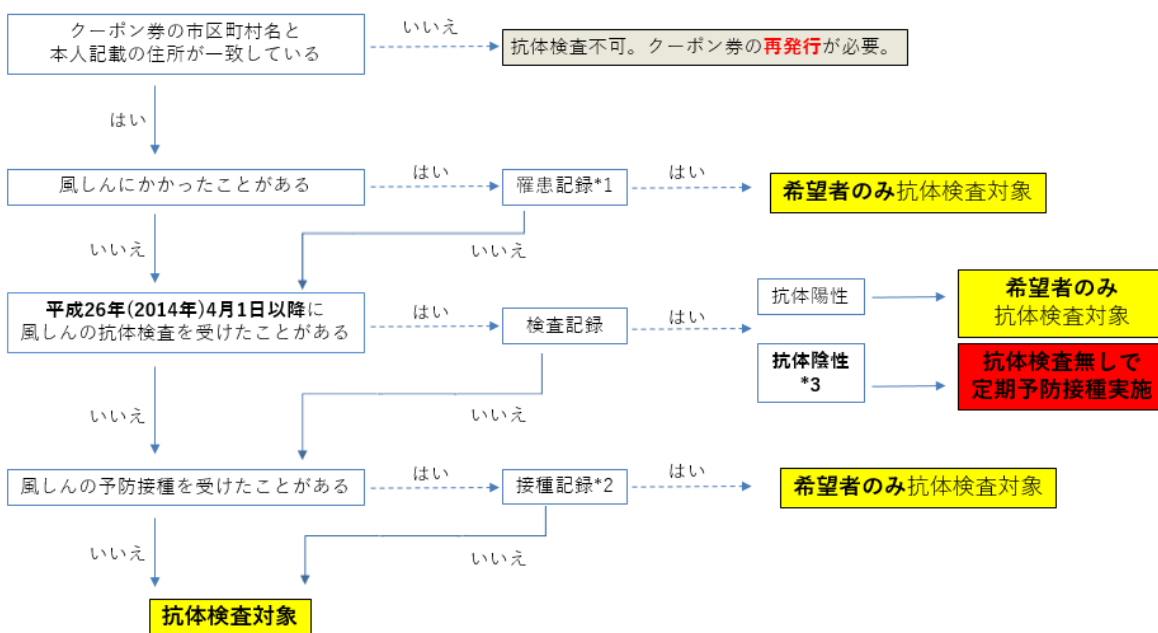 クーポン券の市区町村名と
本人記載の住所が一致している
いいえ
抗体検査不可。クーポン券の再発行が必要。
はい
風しんにかかったことがある
はい
罹患記録*1
はい
希望者のみ抗体検査対象
いいえ
いいえ
平成26年(2014年)4月1日以降に
風しんの抗体検査を受けたことがある
はい
検査記録
はい
抗体陽性
希望者のみ
抗体検査対象
抗体陰性
*3
抗体検査無しで
定期予防接種実施
いいえ
いいえ
風しんの予防接種を受けたことがある
はい
接種記録*2
はい
希望者のみ抗体検査対象
いいえ
いいえ
抗体検査対象